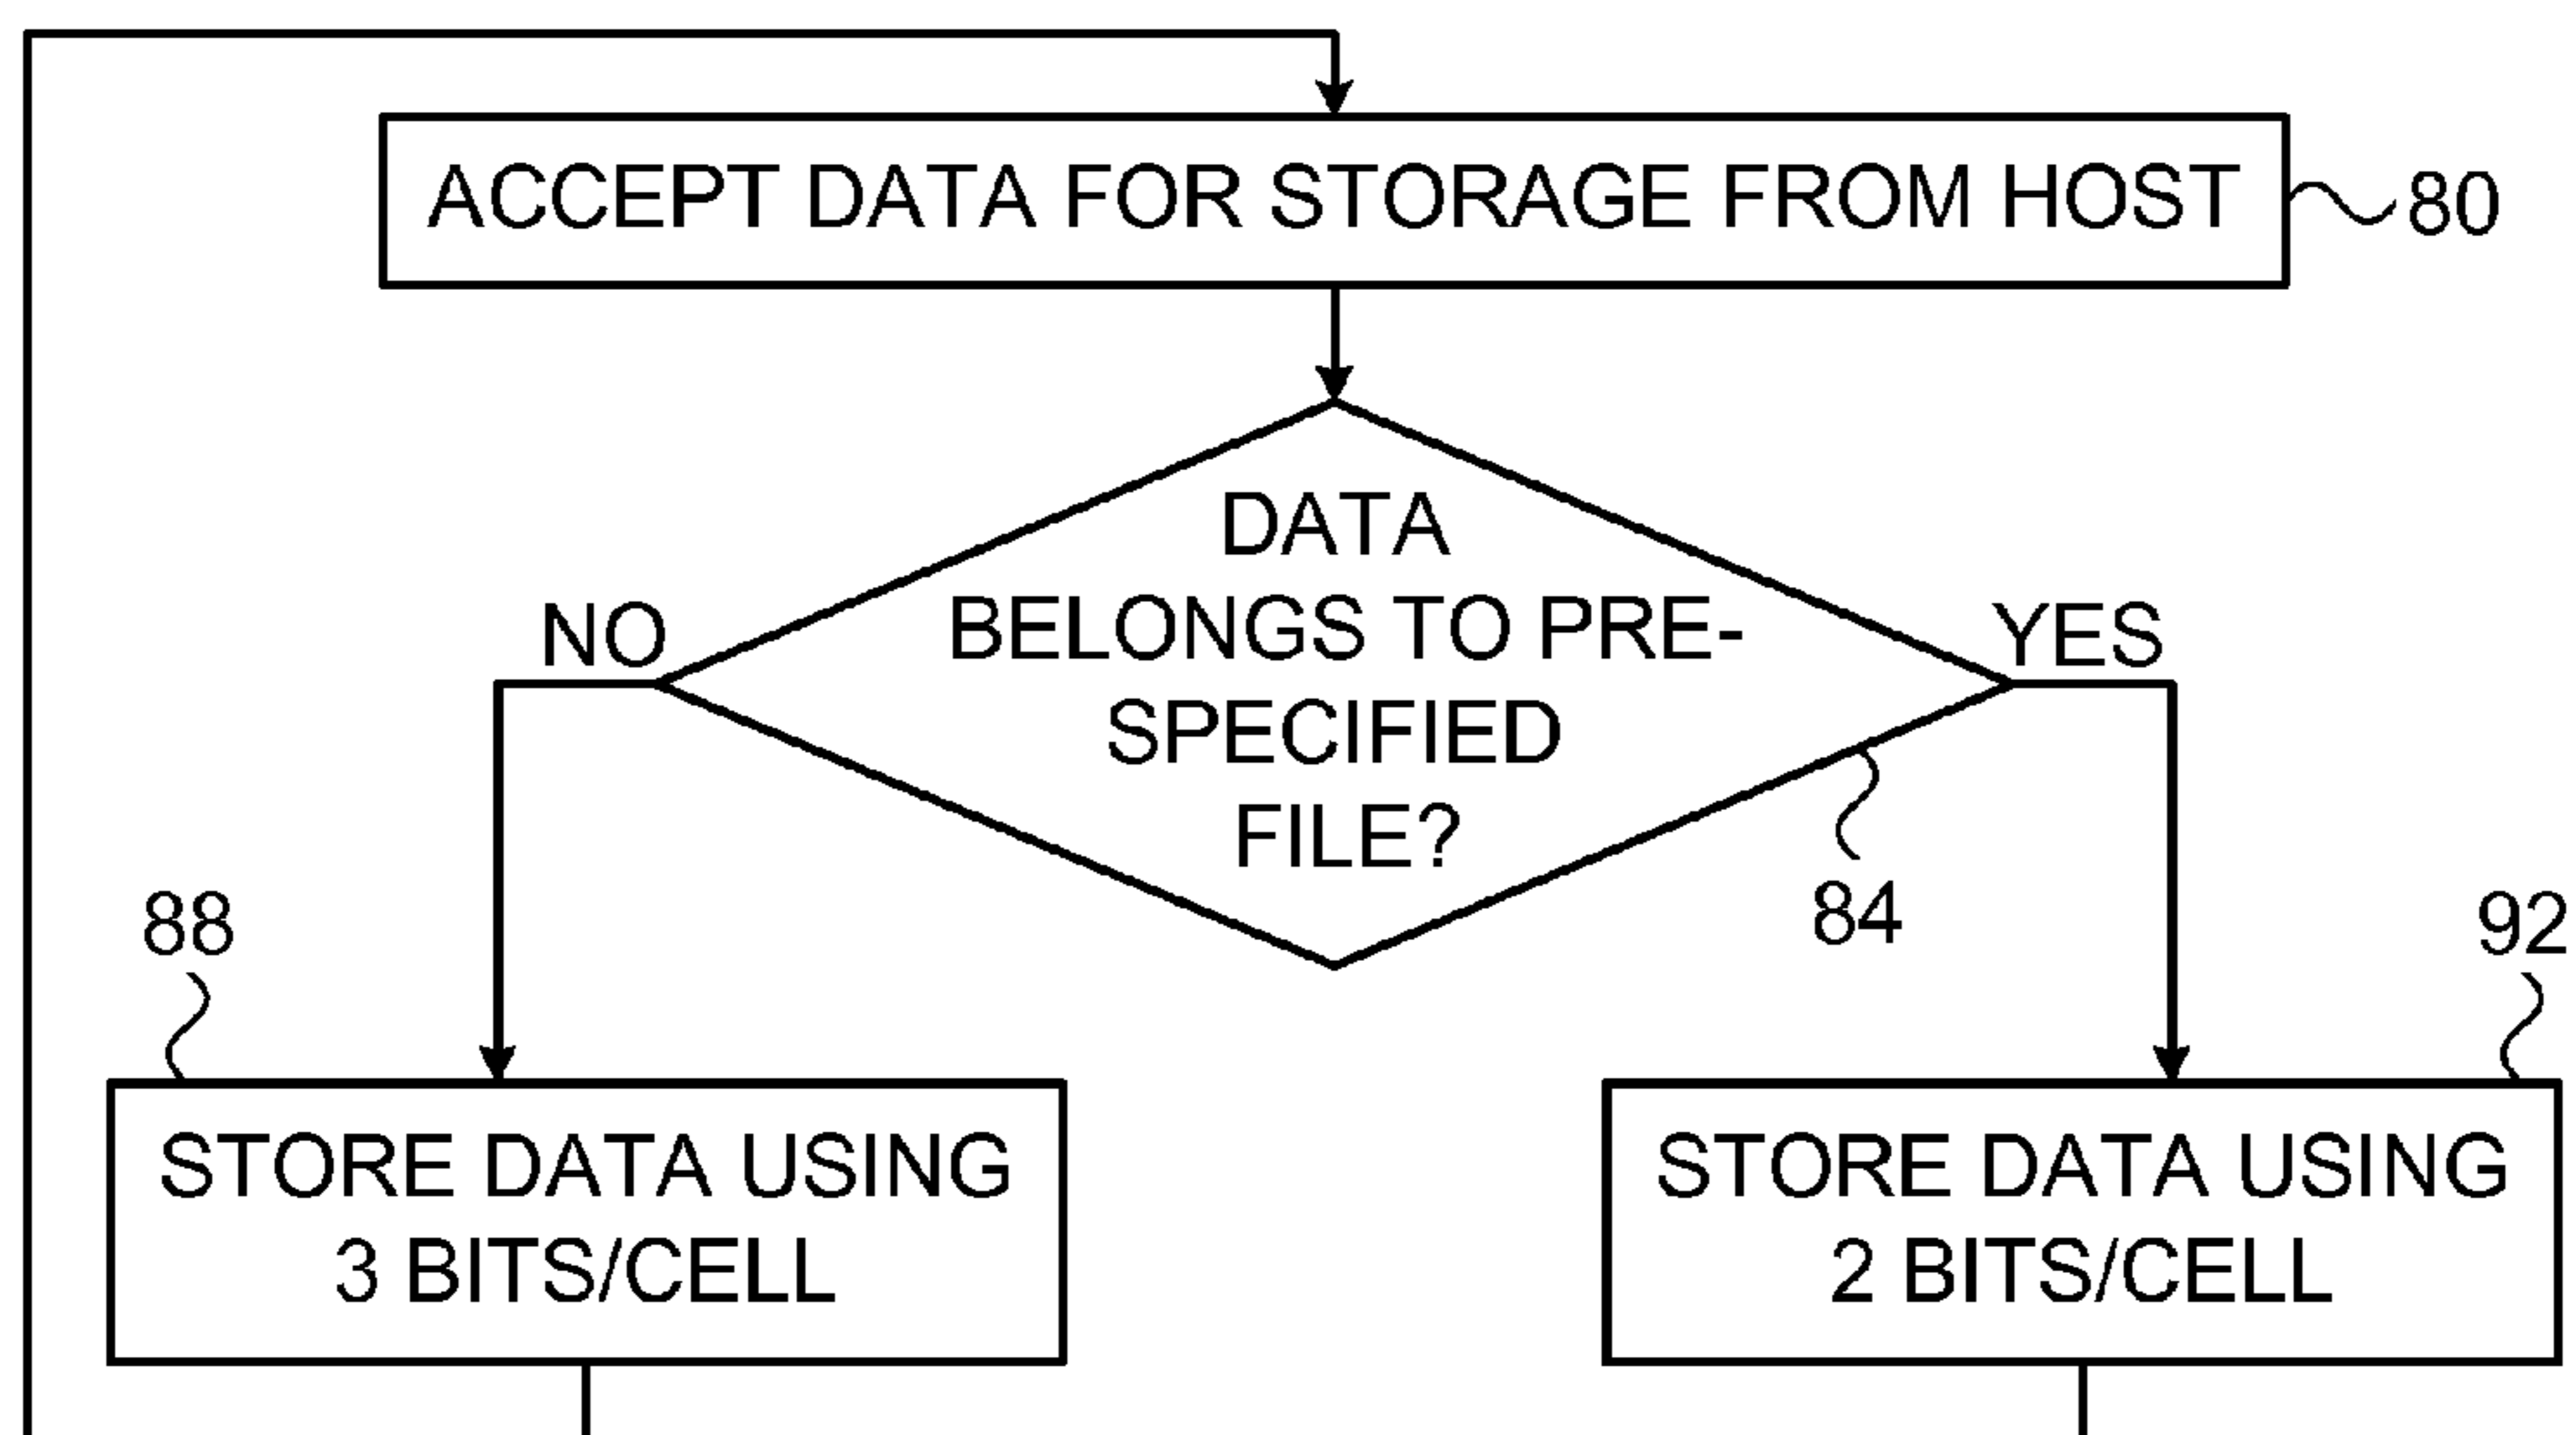 ACCEPT DATA FOR STORAGE FROM HOST
80
DATA
BELONGS TO PRE-
SPECIFIED
FILE?
NO
YES
84
88
92
STORE DATA USING
3 BITS/CELL
STORE DATA USING
2 BITS/CELL